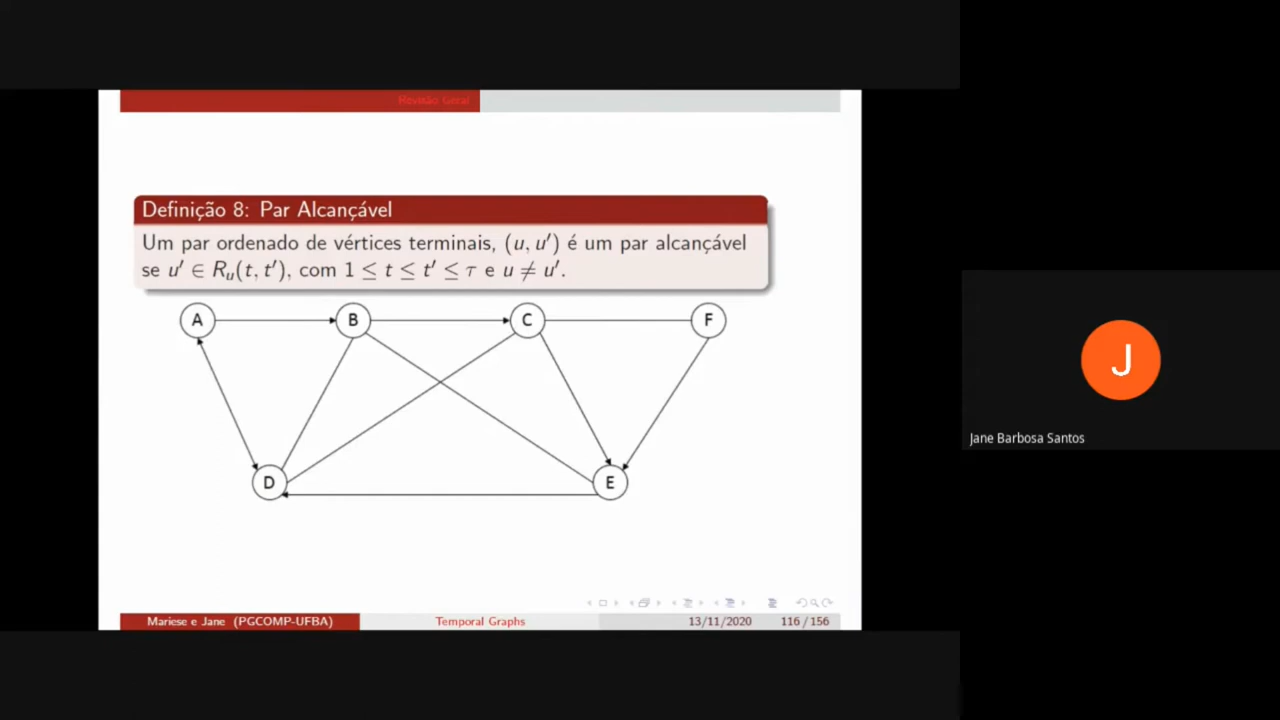 Revisão Geral
Definição 8: Par Alcançável
Um par ordenado de vértices terminais, (u, u′) é um par alcançável
se u′ ∈ Rᵤ(t, t′), com 1 ≤ t ≤ t′ ≤ τ e u ≠ u′.
A B C F
D E
J
Jane Barbosa Santos
Mariese e Jane (PGCOMP-UFBA) Temporal Graphs 13/11/2020 116 / 156